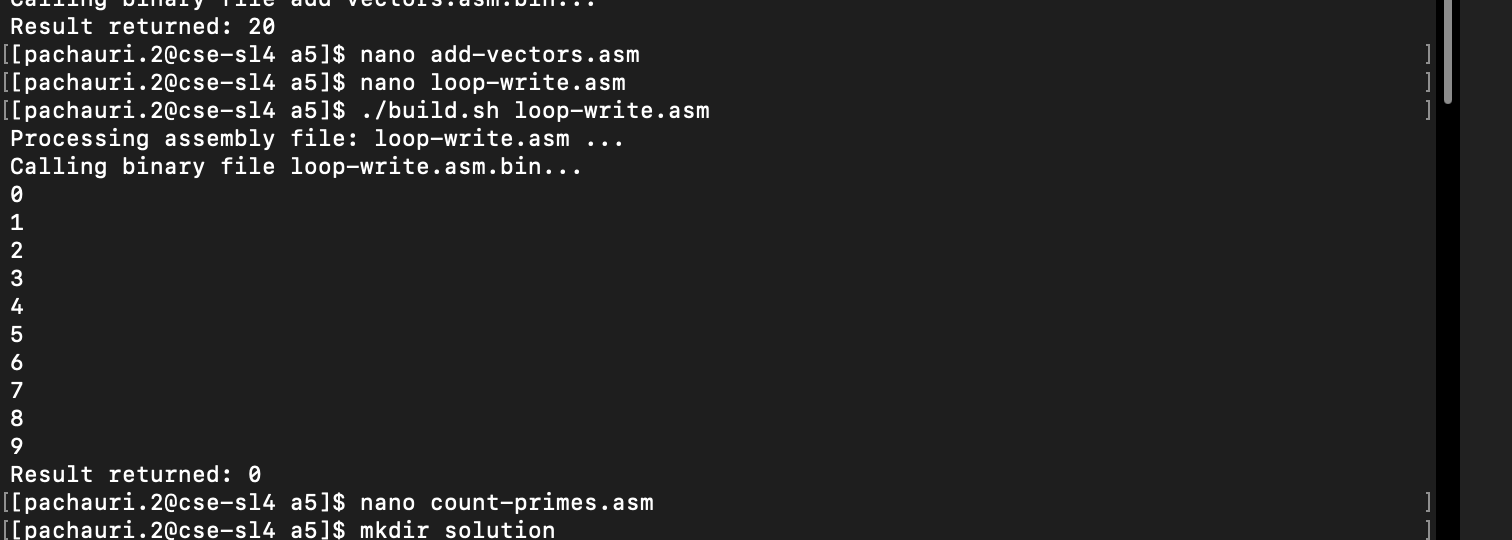 Calling binary file add-vectors.asm.bin...
Result returned: 20
[[pachauri.2@cse-sl4 a5]$ nano add-vectors.asm ]
[[pachauri.2@cse-sl4 a5]$ nano loop-write.asm ]
[[pachauri.2@cse-sl4 a5]$ ./build.sh loop-write.asm ]
Processing assembly file: loop-write.asm ...
Calling binary file loop-write.asm.bin...
0
1
2
3
4
5
6
7
8
9
Result returned: 0
[[pachauri.2@cse-sl4 a5]$ nano count-primes.asm ]
[[pachauri.2@cse-sl4 a5]$ mkdir solution ]